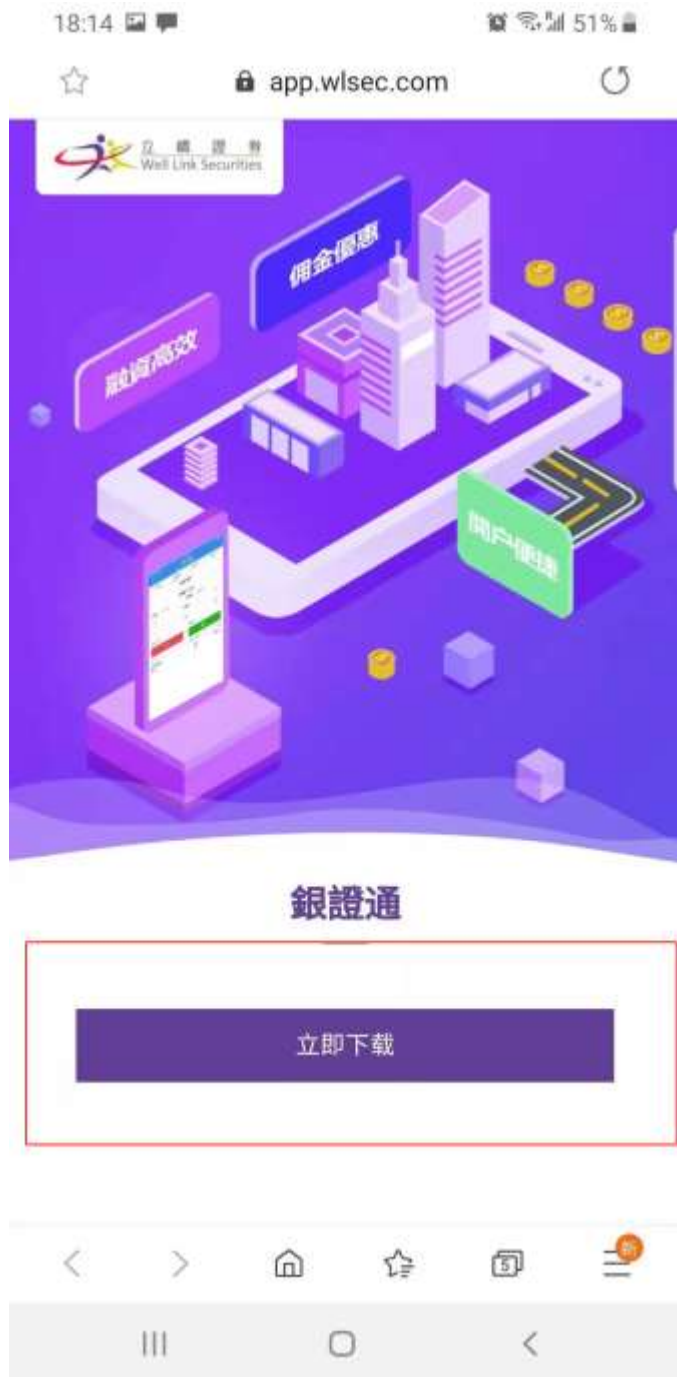 18:14
51%
app.wlsec.com
立橋證券
Well Link Securities
佣金優惠
融資高效
開戶便捷
銀證通
立即下载
5
新